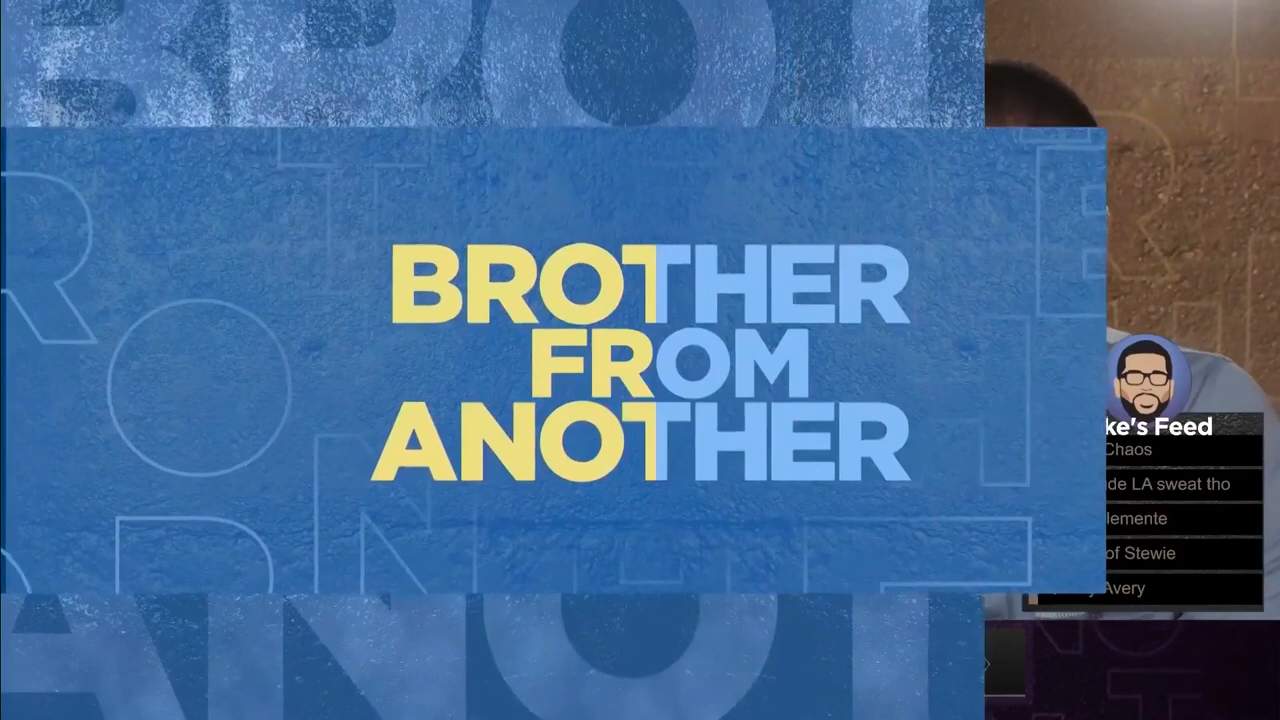 BROTHER
FROM
ANOTHER
ke's Feed
Chaos
de LA sweat tho
lemente
of Stewie
Avery